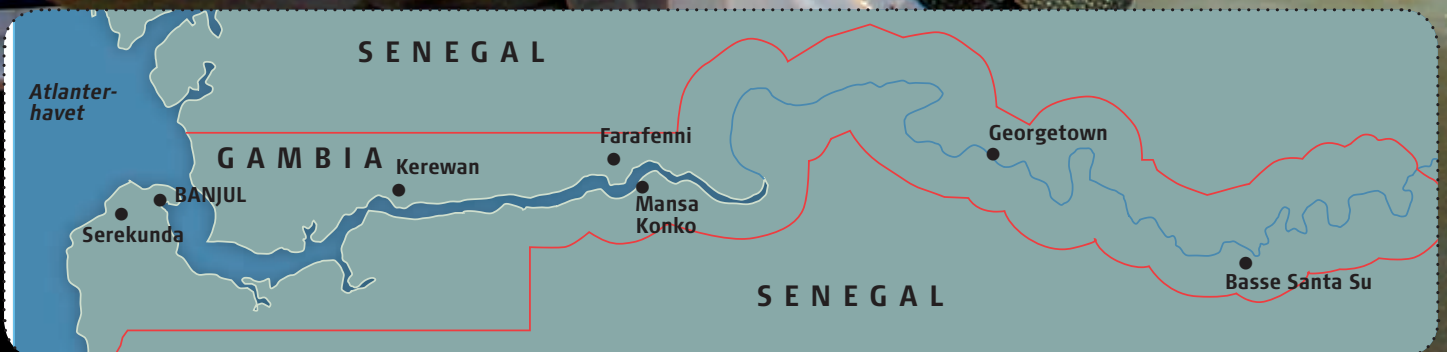 SENEGAL
Atlanter-
havet
Farafenni
Georgetown
GAMBIA
Kerewan
BANJUL
Mansa
Konko
Serekunda
Basse Santa Su
SENEGAL